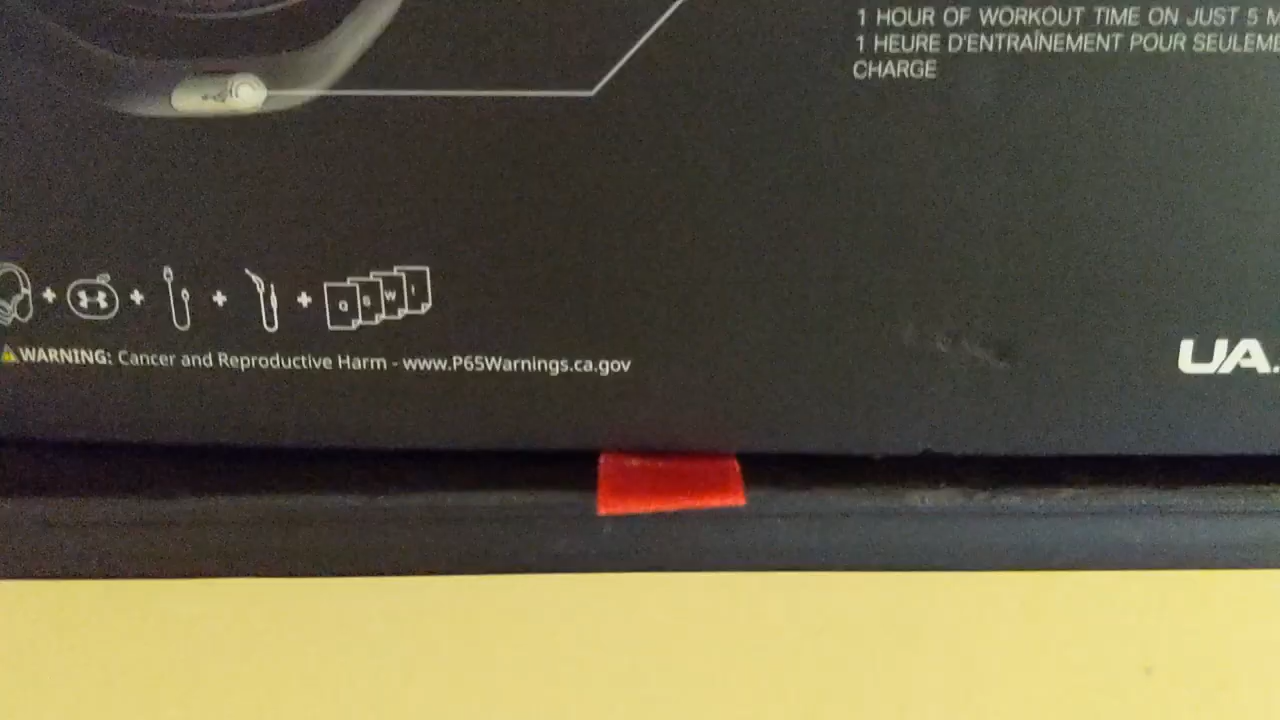 1 HOUR OF WORKOUT TIME ON JUST 5 M
1 HEURE D'ENTRAÎNEMENT POUR SEULEME
CHARGE
Q S W I
WARNING: Cancer and Reproductive Harm - www.P65Warnings.ca.gov
UA.